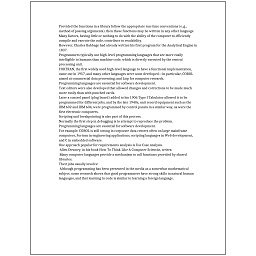 Provided the functions in a library follow the appropriate run-time conventions (e.g.,
method of passing arguments), then these functions may be written in any other language.
Many factors, having little or nothing to do with the ability of the computer to efficiently
compile and execute the code, contribute to readability.
However, Charles Babbage had already written his first program for the Analytical Engine in
1837.
Programmers typically use high-level programming languages that are more easily
intelligible to humans than machine code, which is directly executed by the central
processing unit.
FORTRAN, the first widely used high-level language to have a functional implementation,
came out in 1957, and many other languages were soon developed—in particular, COBOL
aimed at commercial data processing, and Lisp for computer research.
Programming languages are essential for software development.
Text editors were also developed that allowed changes and corrections to be made much
more easily than with punched cards.
Later a control panel (plug board) added to his 1906 Type I Tabulator allowed it to be
programmed for different jobs, and by the late 1940s, unit record equipment such as the
IBM 602 and IBM 604, were programmed by control panels in a similar way, as were the
first electronic computers.
Scripting and breakpointing is also part of this process.
Normally the first step in debugging is to attempt to reproduce the problem.
Programming languages are essential for software development.
For example, COBOL is still strong in corporate data centers often on large mainframe
computers, Fortran in engineering applications, scripting languages in Web development,
and C in embedded software.
One approach popular for requirements analysis is Use Case analysis.
Allen Downey, in his book How To Think Like A Computer Scientist, writes:
Many computer languages provide a mechanism to call functions provided by shared
libraries.
Their jobs usually involve:
Although programming has been presented in the media as a somewhat mathematical
subject, some research shows that good programmers have strong skills in natural human
languages, and that learning to code is similar to learning a foreign language.